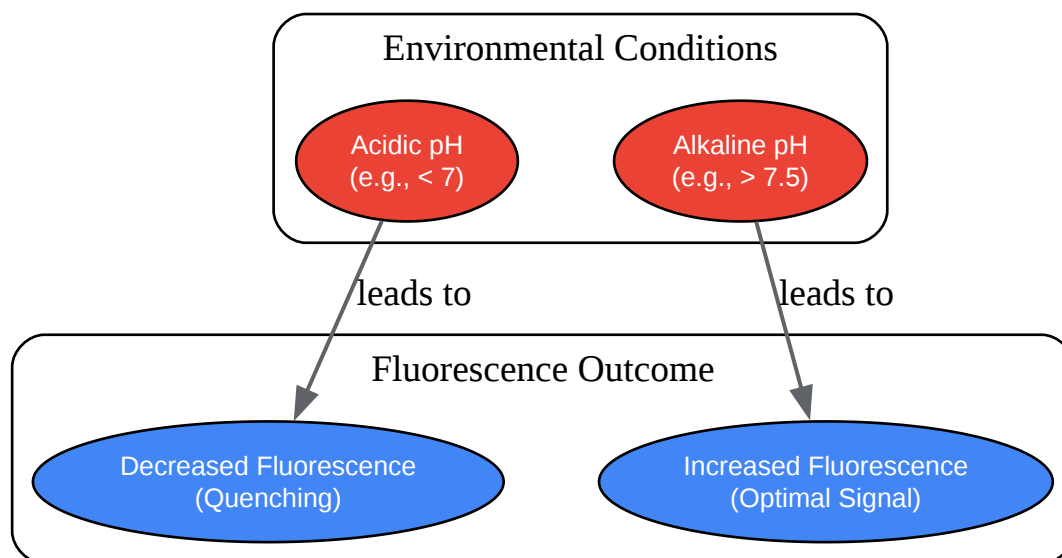 Environmental Conditions
Acidic pH
(e.g., < 7)
Alkaline pH
(e.g., > 7.5)
leads to
leads to
Fluorescence Outcome
Decreased Fluorescence
(Quenching)
Increased Fluorescence
(Optimal Signal)